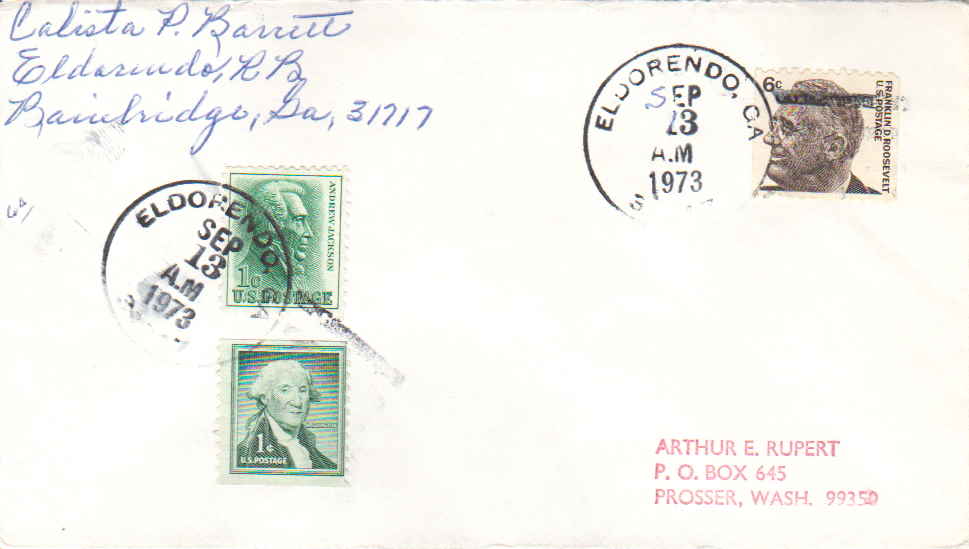 Calista P. Barrett
Eldorendo, R B
Bainbridge, Ga, 31717
ELDORENDO, GA
SEP
13
A.M
1973
6c
FRANKLIN D. ROOSEVELT
U.S. POSTAGE
ELDORENDO,
SEP
13
A.M
1973
ANDREW JACKSON
1c
U.S. POSTAGE
1¢
U.S. POSTAGE
ARTHUR E. RUPERT
P. O. BOX 645
PROSSER, WASH. 99350